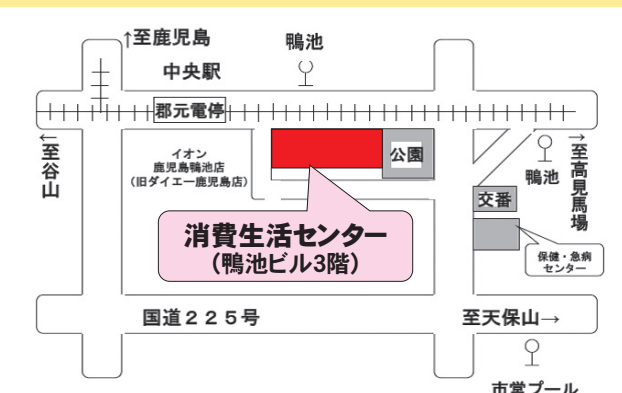 ↑至鹿児島
中央駅
鴨池
郡元電停
←至谷山
イオン
鹿児島鴨池店
(旧ダイエー鹿児島店)
公園
鴨池
→至高見馬場
交番
消費生活センター
(鴨池ビル3階)
保健・急病
センター
国道225号
至天保山→
市営プール